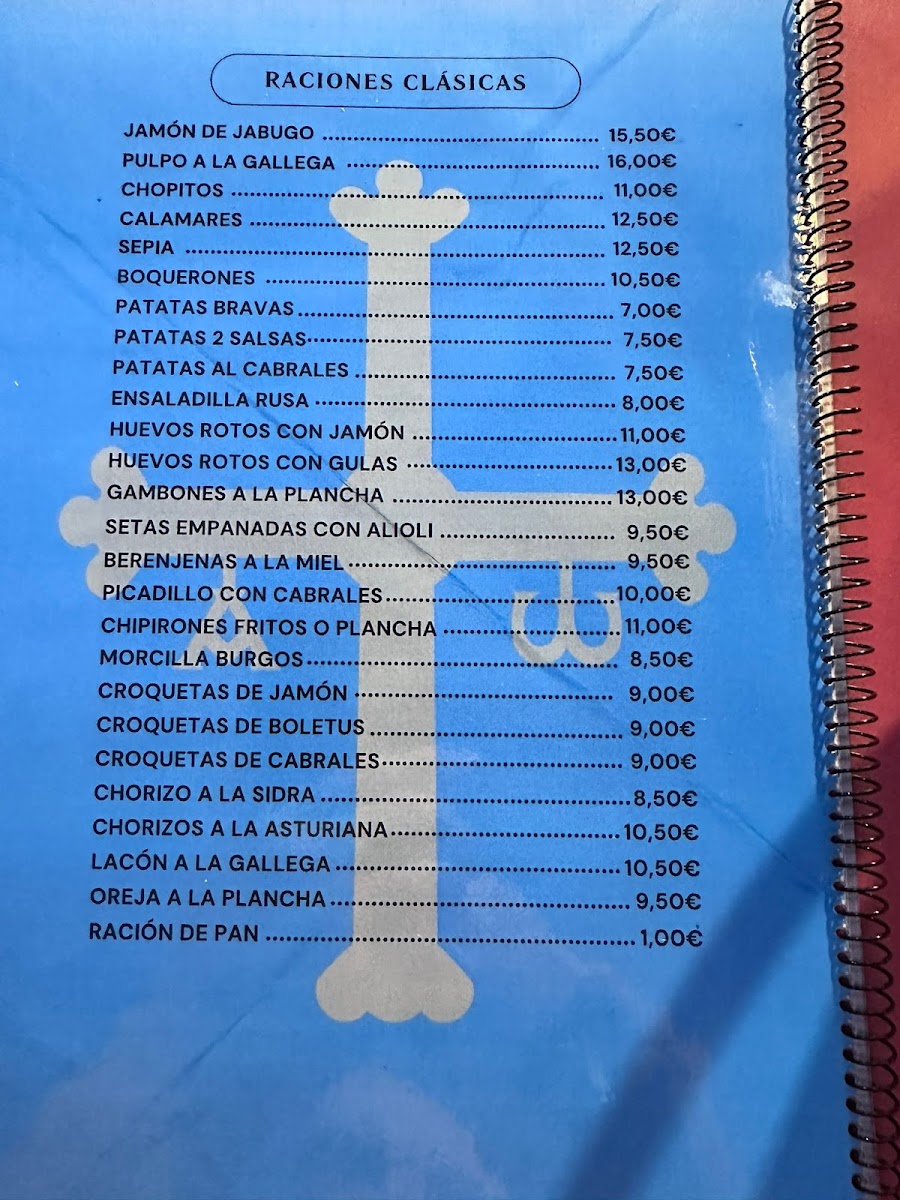 RACIONES CLÁSICAS
JAMÓN DE JABUGO 15,50€
PULPO A LA GALLEGA 16,00€
CHOPITOS 11,00€
CALAMARES 12,50€
SEPIA 12,50€
BOQUERONES 10,50€
PATATAS BRAVAS 7,00€
PATATAS 2 SALSAS 7,50€
PATATAS AL CABRALES 7,50€
ENSALADILLA RUSA 8,00€
HUEVOS ROTOS CON JAMÓN 11,00€
HUEVOS ROTOS CON GULAS 13,00€
GAMBONES A LA PLANCHA 13,00€
SETAS EMPANADAS CON ALIOLI 9,50€
BERENJENAS A LA MIEL 9,50€
PICADILLO CON CABRALES 10,00€
CHIPIRONES FRITOS O PLANCHA 11,00€
MORCILLA BURGOS 8,50€
CROQUETAS DE JAMÓN 9,00€
CROQUETAS DE BOLETUS 9,00€
CROQUETAS DE CABRALES 9,00€
CHORIZO A LA SIDRA 8,50€
CHORIZOS A LA ASTURIANA 10,50€
LACÓN A LA GALLEGA 10,50€
OREJA A LA PLANCHA 9,50€
RACIÓN DE PAN 1,00€